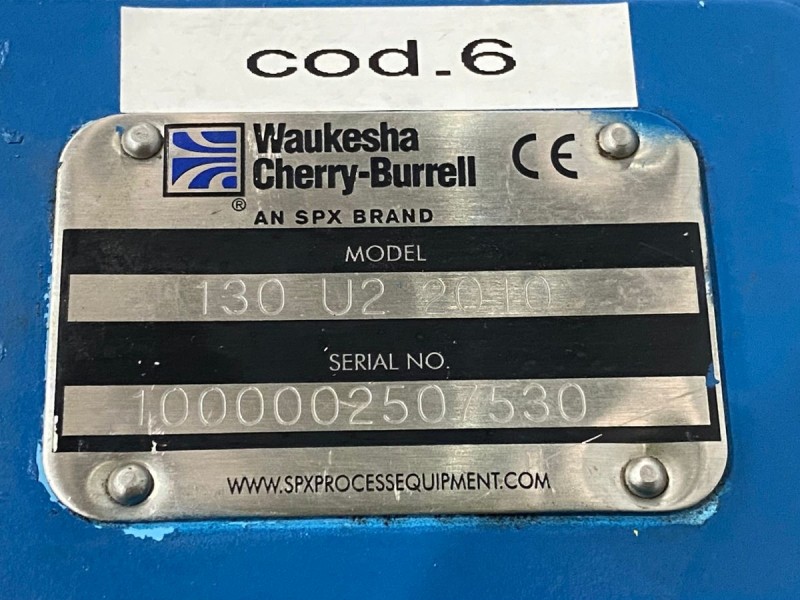 cod.6
Waukesha
Cherry-Burrell
®
CE
AN SPX BRAND
MODEL
130 U2 2010
SERIAL NO.
1000002507530
WWW.SPXPROCESSEQUIPMENT.COM